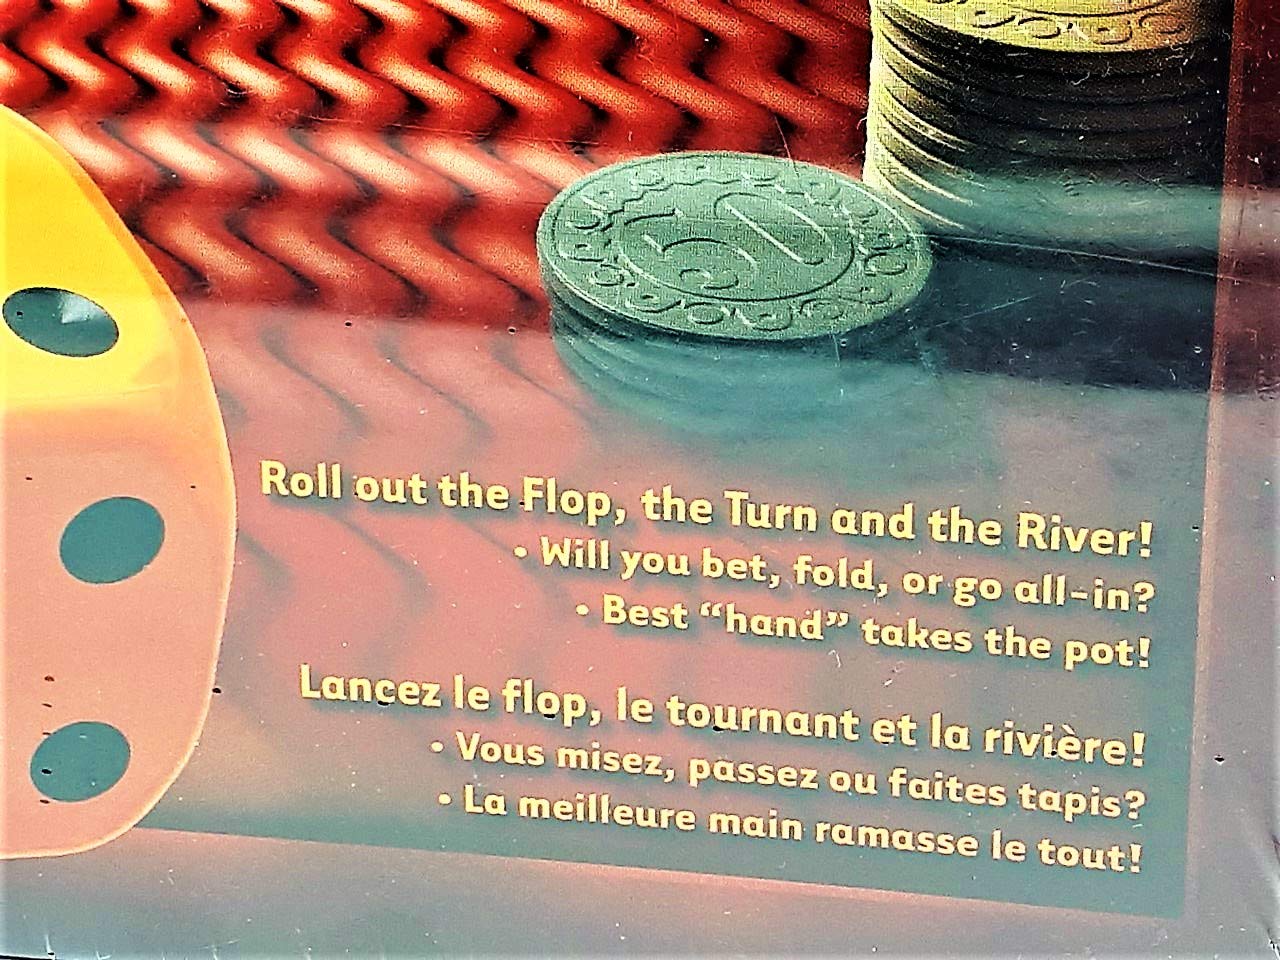 50
Roll out the Flop, the Turn and the River!
• Will you bet, fold, or go all-in?
• Best “hand” takes the pot!
Lancez le flop, le tournant et la rivière!
• Vous misez, passez ou faites tapis?
• La meilleure main ramasse le tout!